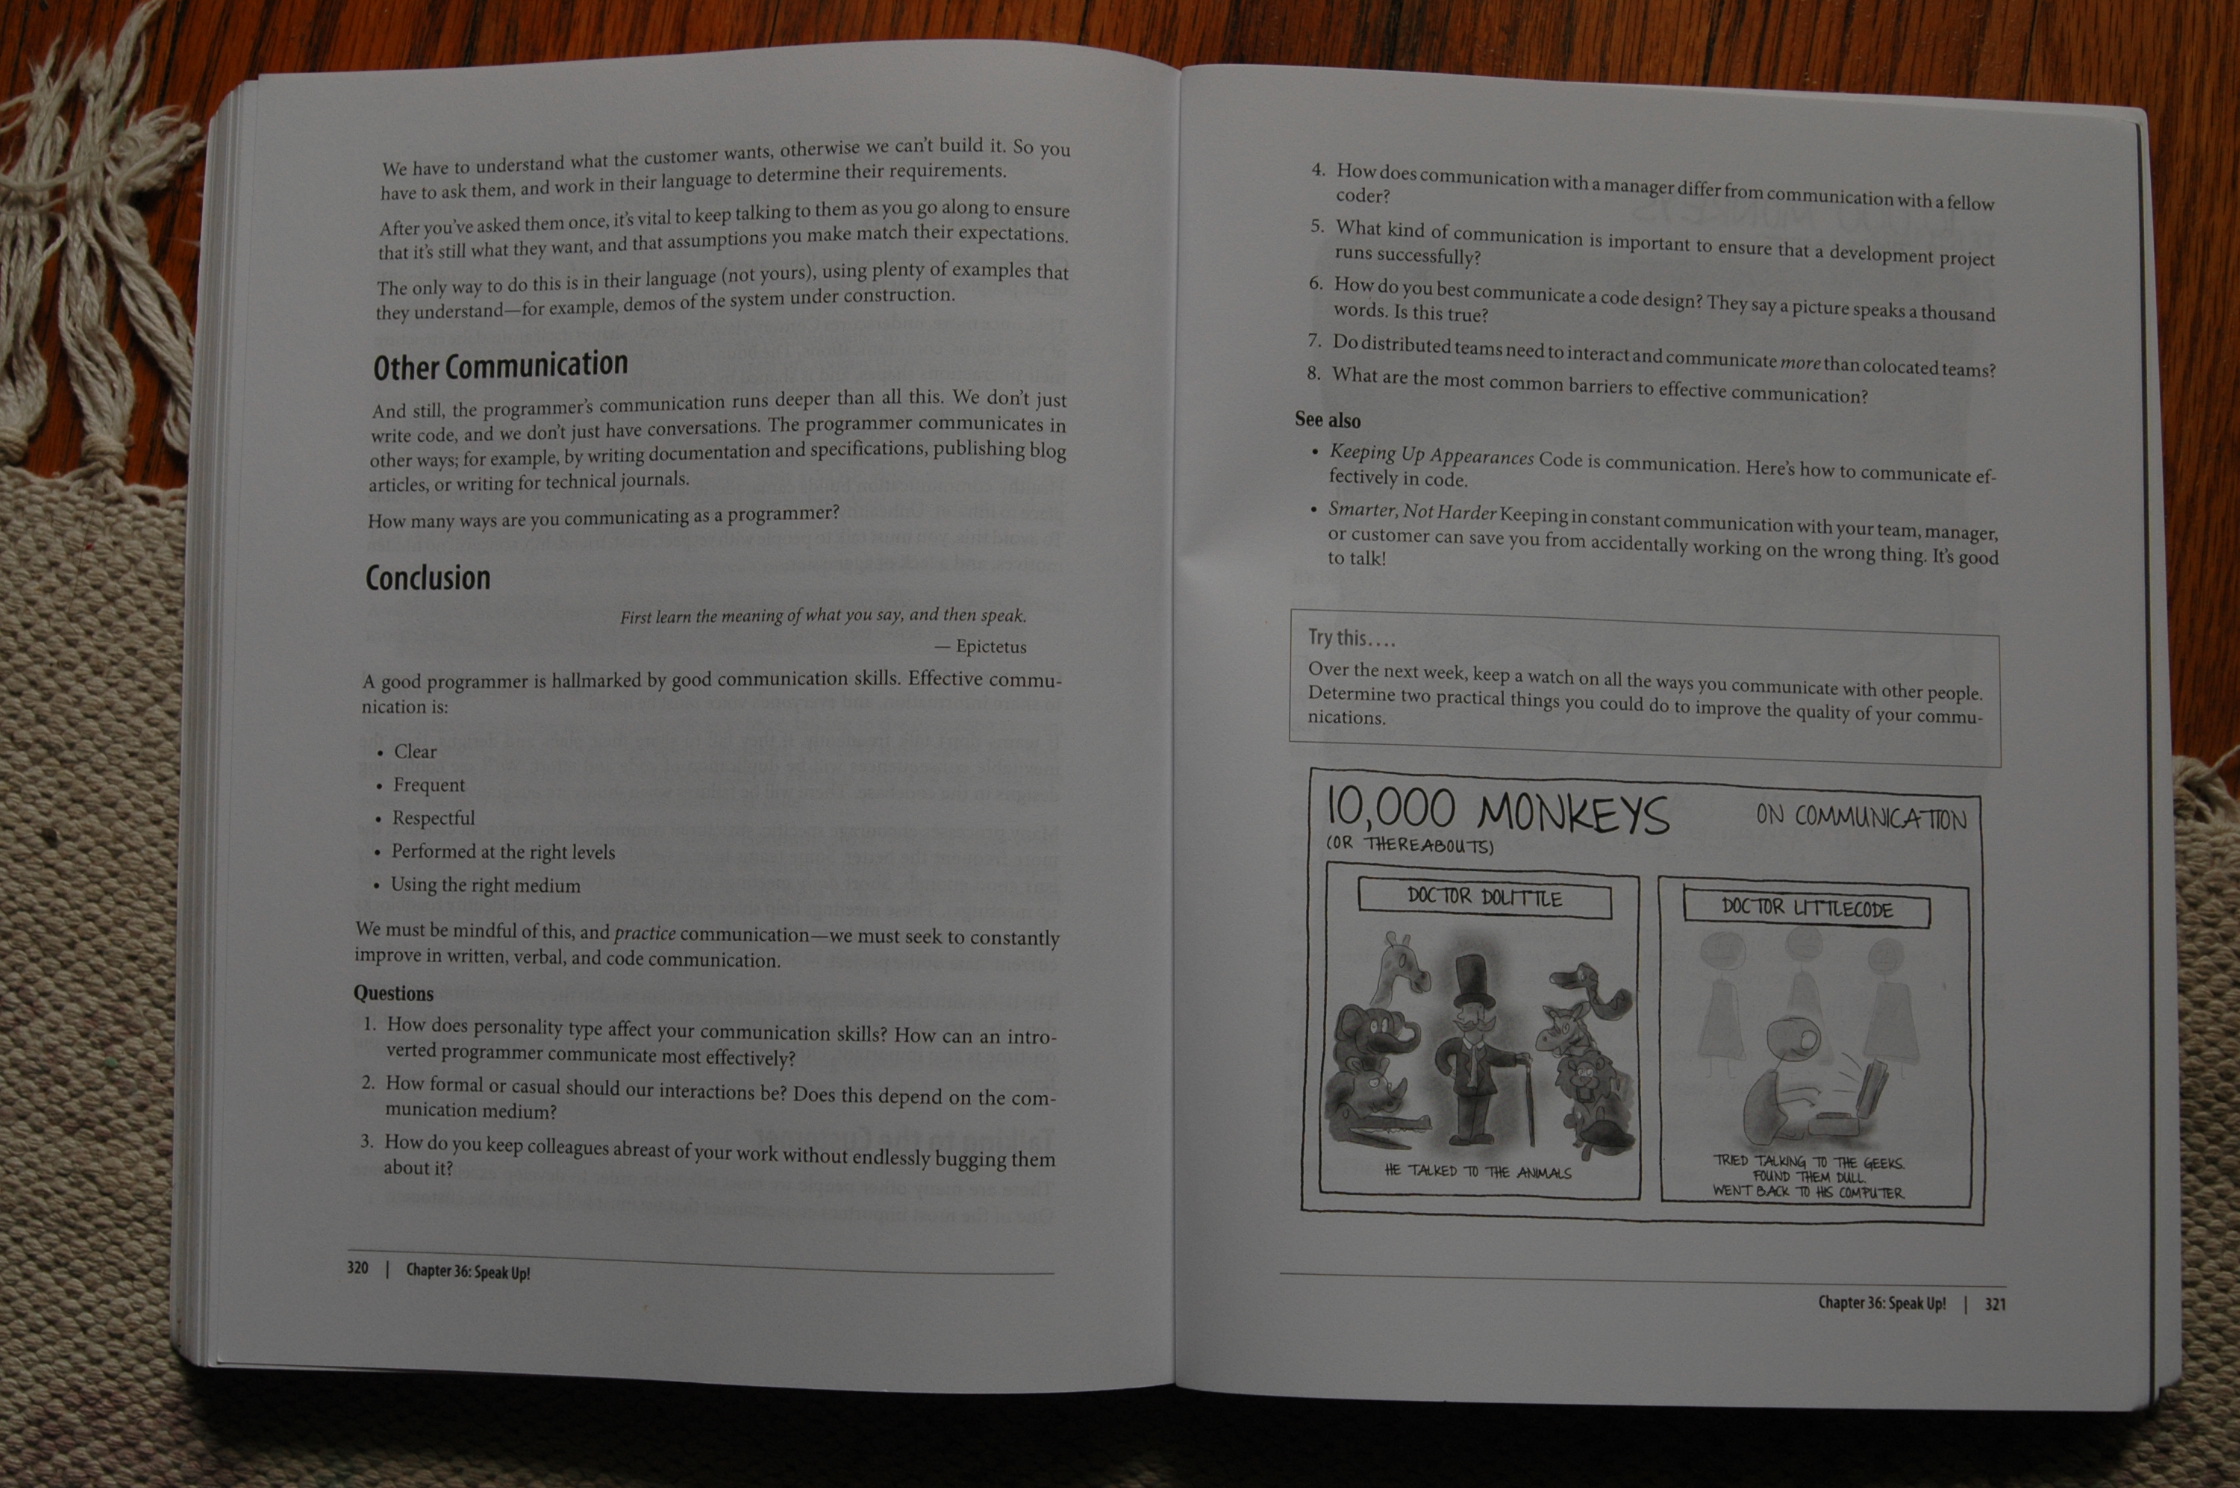 We have to understand what the customer wants, otherwise we can't build it. So you
have to ask them, and work in their language to determine their requirements.
After you've asked them once, it's vital to keep talking to them as you go along to ensure
that it's still what they want, and that assumptions you make match their expectations.
The only way to do this is in their language (not yours), using plenty of examples that
they understand—for example, demos of the system under construction.
Other Communication
And still, the programmer's communication runs deeper than all this. We don't just
write code, and we don't just have conversations. The programmer communicates in
other ways; for example, by writing documentation and specifications, publishing blog
articles, or writing for technical journals.
How many ways are you communicating as a programmer?
Conclusion
First learn the meaning of what you say, and then speak.
— Epictetus
A good programmer is hallmarked by good communication skills. Effective commu-
nication is:
• Clear
• Frequent
• Respectful
• Performed at the right levels
• Using the right medium
We must be mindful of this, and practice communication—we must seek to constantly
improve in written, verbal, and code communication.
Questions
1. How does personality type affect your communication skills? How can an intro-
verted programmer communicate most effectively?
2. How formal or casual should our interactions be? Does this depend on the com-
munication medium?
3. How do you keep colleagues abreast of your work without endlessly bugging them
about it?
320 | Chapter 36: Speak Up!
4. How does communication with a manager differ from communication with a fellow
coder?
5. What kind of communication is important to ensure that a development project
runs successfully?
6. How do you best communicate a code design? They say a picture speaks a thousand
words. Is this true?
7. Do distributed teams need to interact and communicate more than colocated teams?
8. What are the most common barriers to effective communication?
See also
• Keeping Up Appearances Code is communication. Here's how to communicate ef-
fectively in code.
• Smarter, Not Harder Keeping in constant communication with your team, manager,
or customer can save you from accidentally working on the wrong thing. It's good
to talk!
Try this....
Over the next week, keep a watch on all the ways you communicate with other people.
Determine two practical things you could do to improve the quality of your commu-
nications.
10,000 MONKEYS ON COMMUNICATION
(OR THEREABOUTS)
DOCTOR DOLITTLE
HE TALKED TO THE ANIMALS
DOCTOR LITTLECODE
TRIED TALKING TO THE GEEKS.
FOUND THEM DULL.
WENT BACK TO HIS COMPUTER.
Chapter 36: Speak Up! | 321